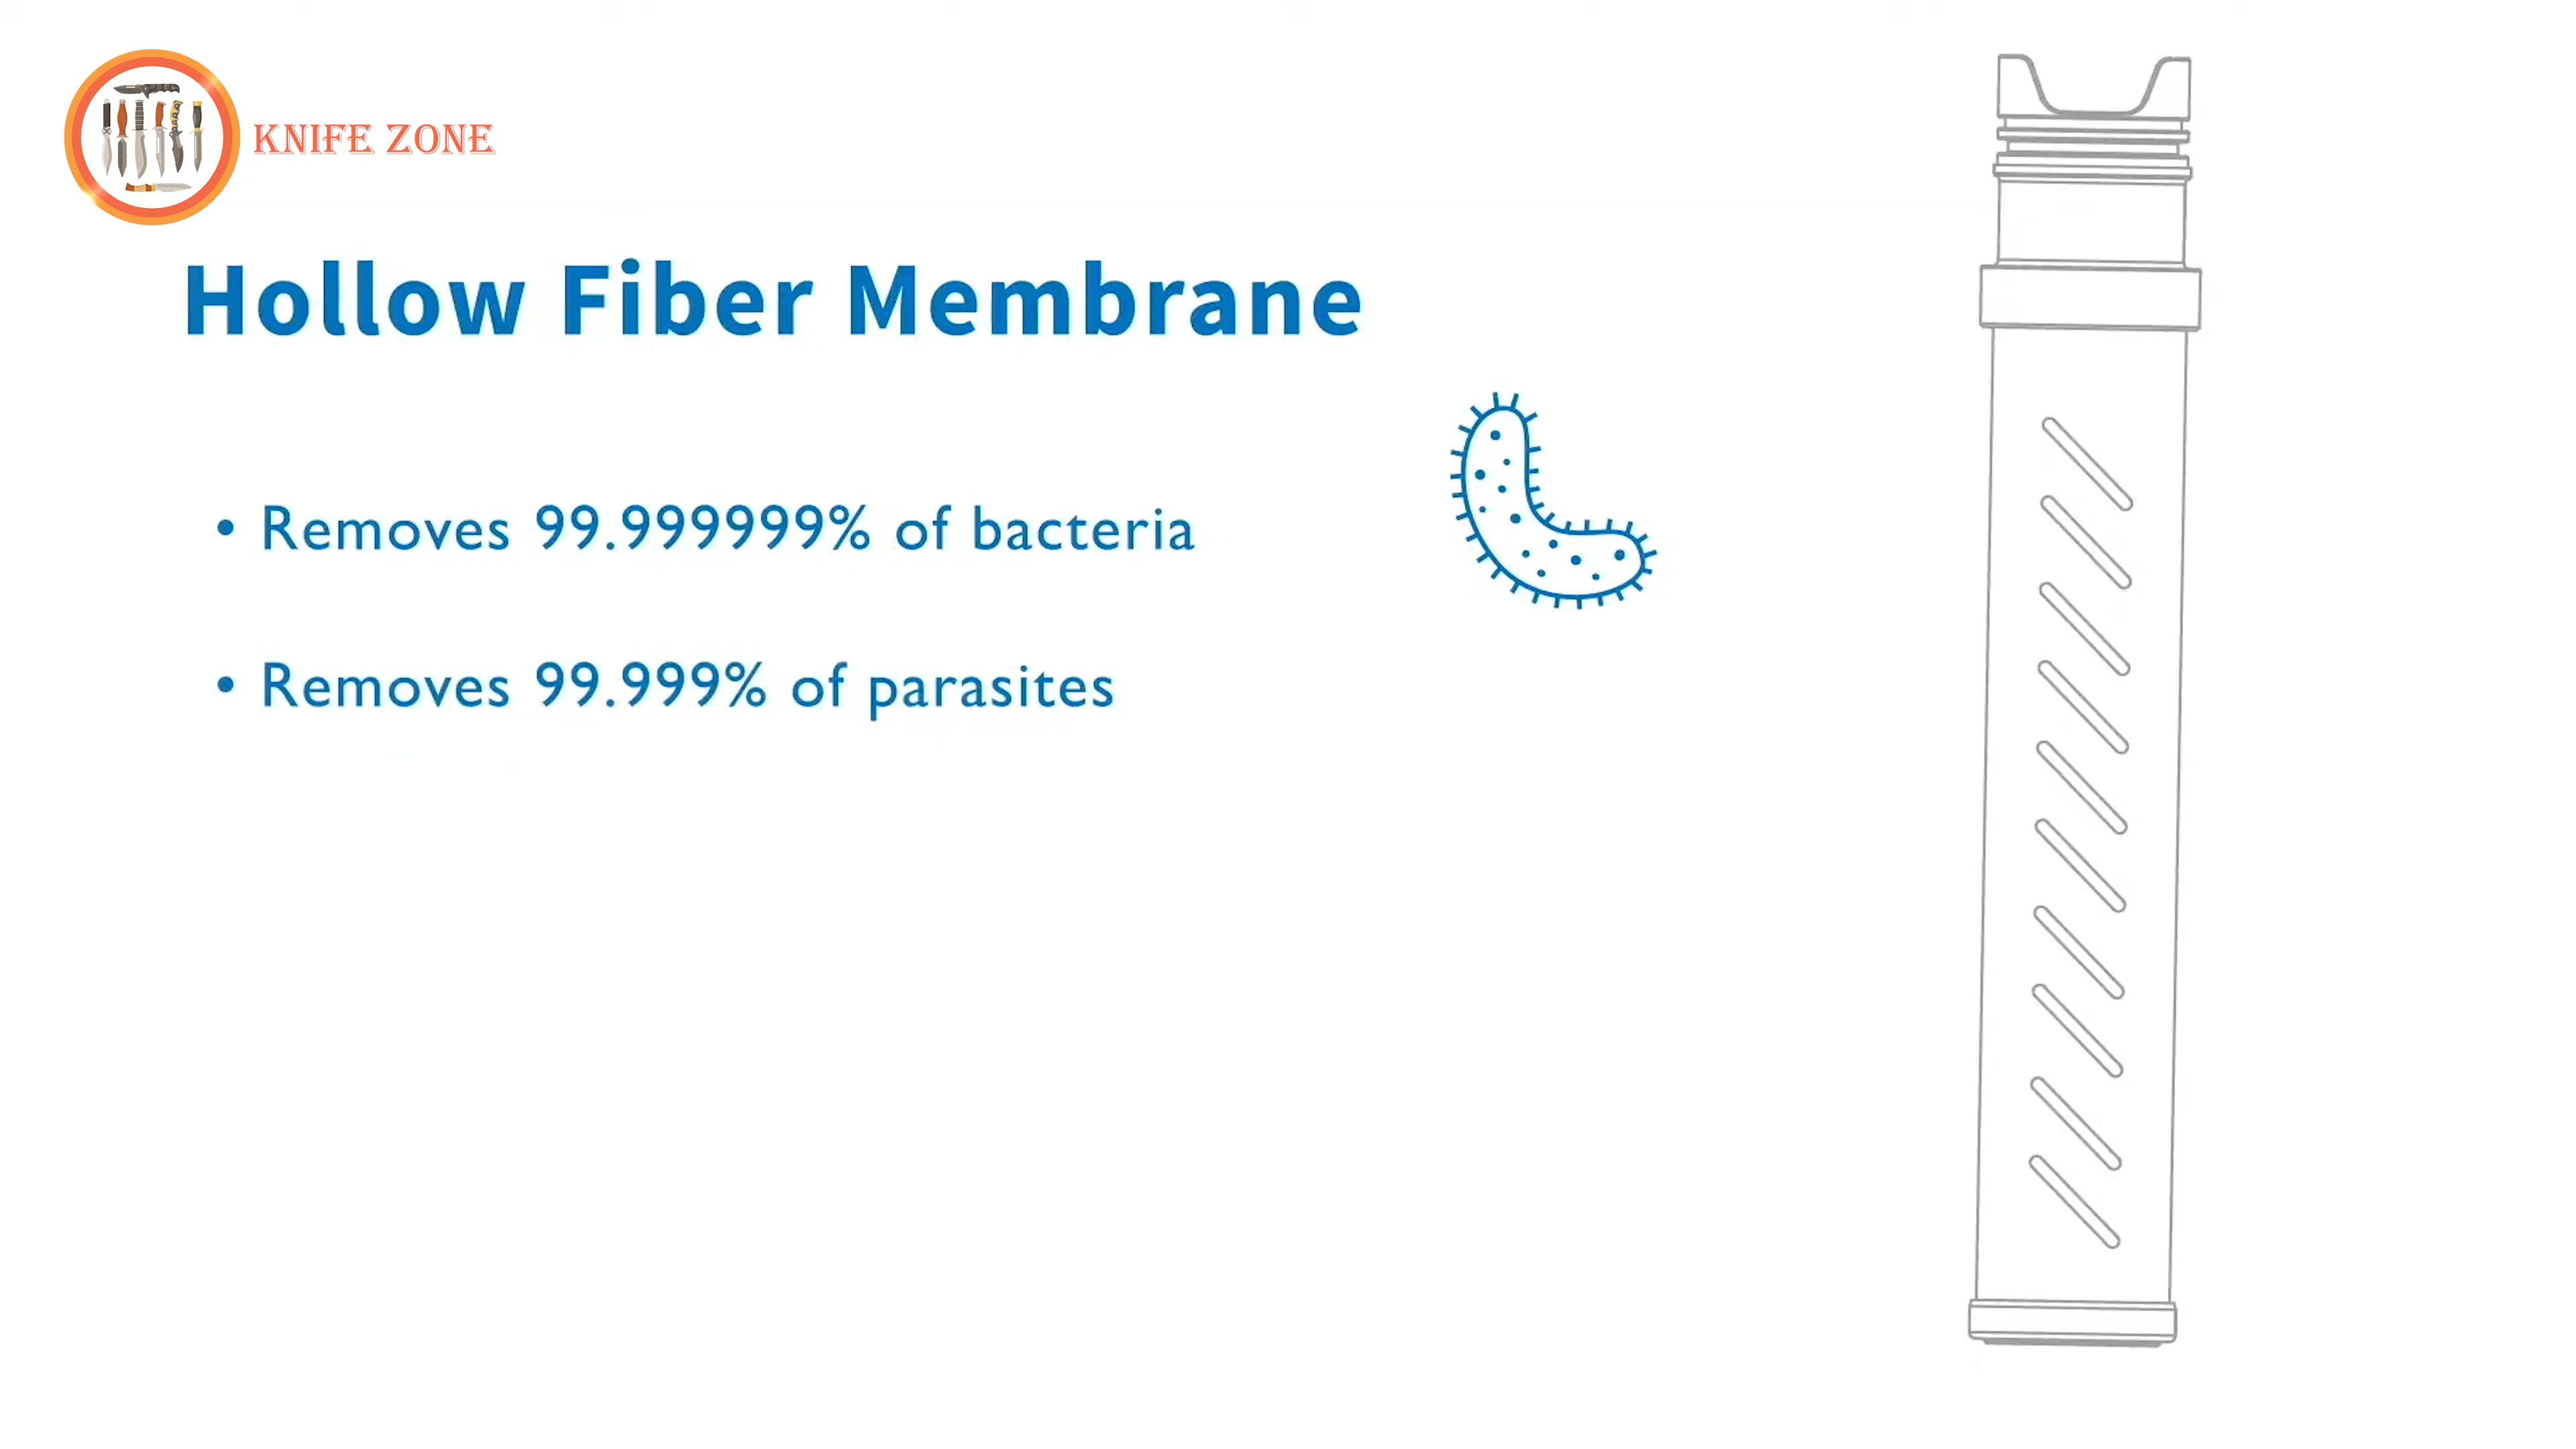 KNIFE ZONE
Hollow Fiber Membrane
• Removes 99.999999% of bacteria
• Removes 99.999% of parasites